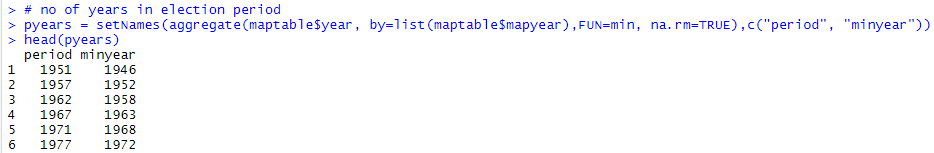 > # no of years in election period
> pyears = setNames(aggregate(maptable$year, by=list(maptable$mapyear),FUN=min, na.rm=TRUE),c("period", "minyear"))
> head(pyears)
  period minyear
1   1951    1946
2   1957    1952
3   1962    1958
4   1967    1963
5   1971    1968
6   1977    1972